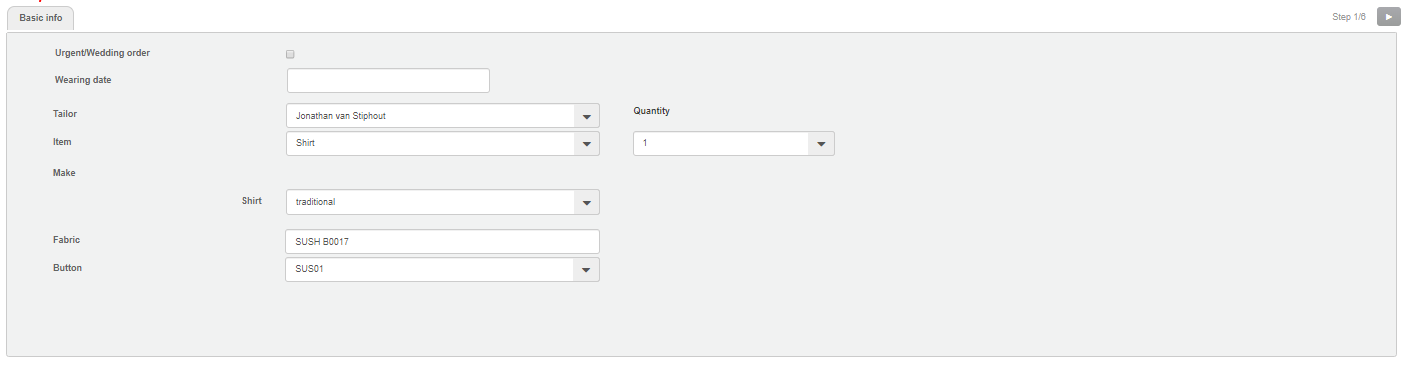 Basic info
Step 1/6
Urgent/Wedding order
Wearing date
Tailor Jonathan van Stiphout Quantity
Item Shirt 1
Make
Shirt traditional
Fabric SUSH B0017
Button SUS01